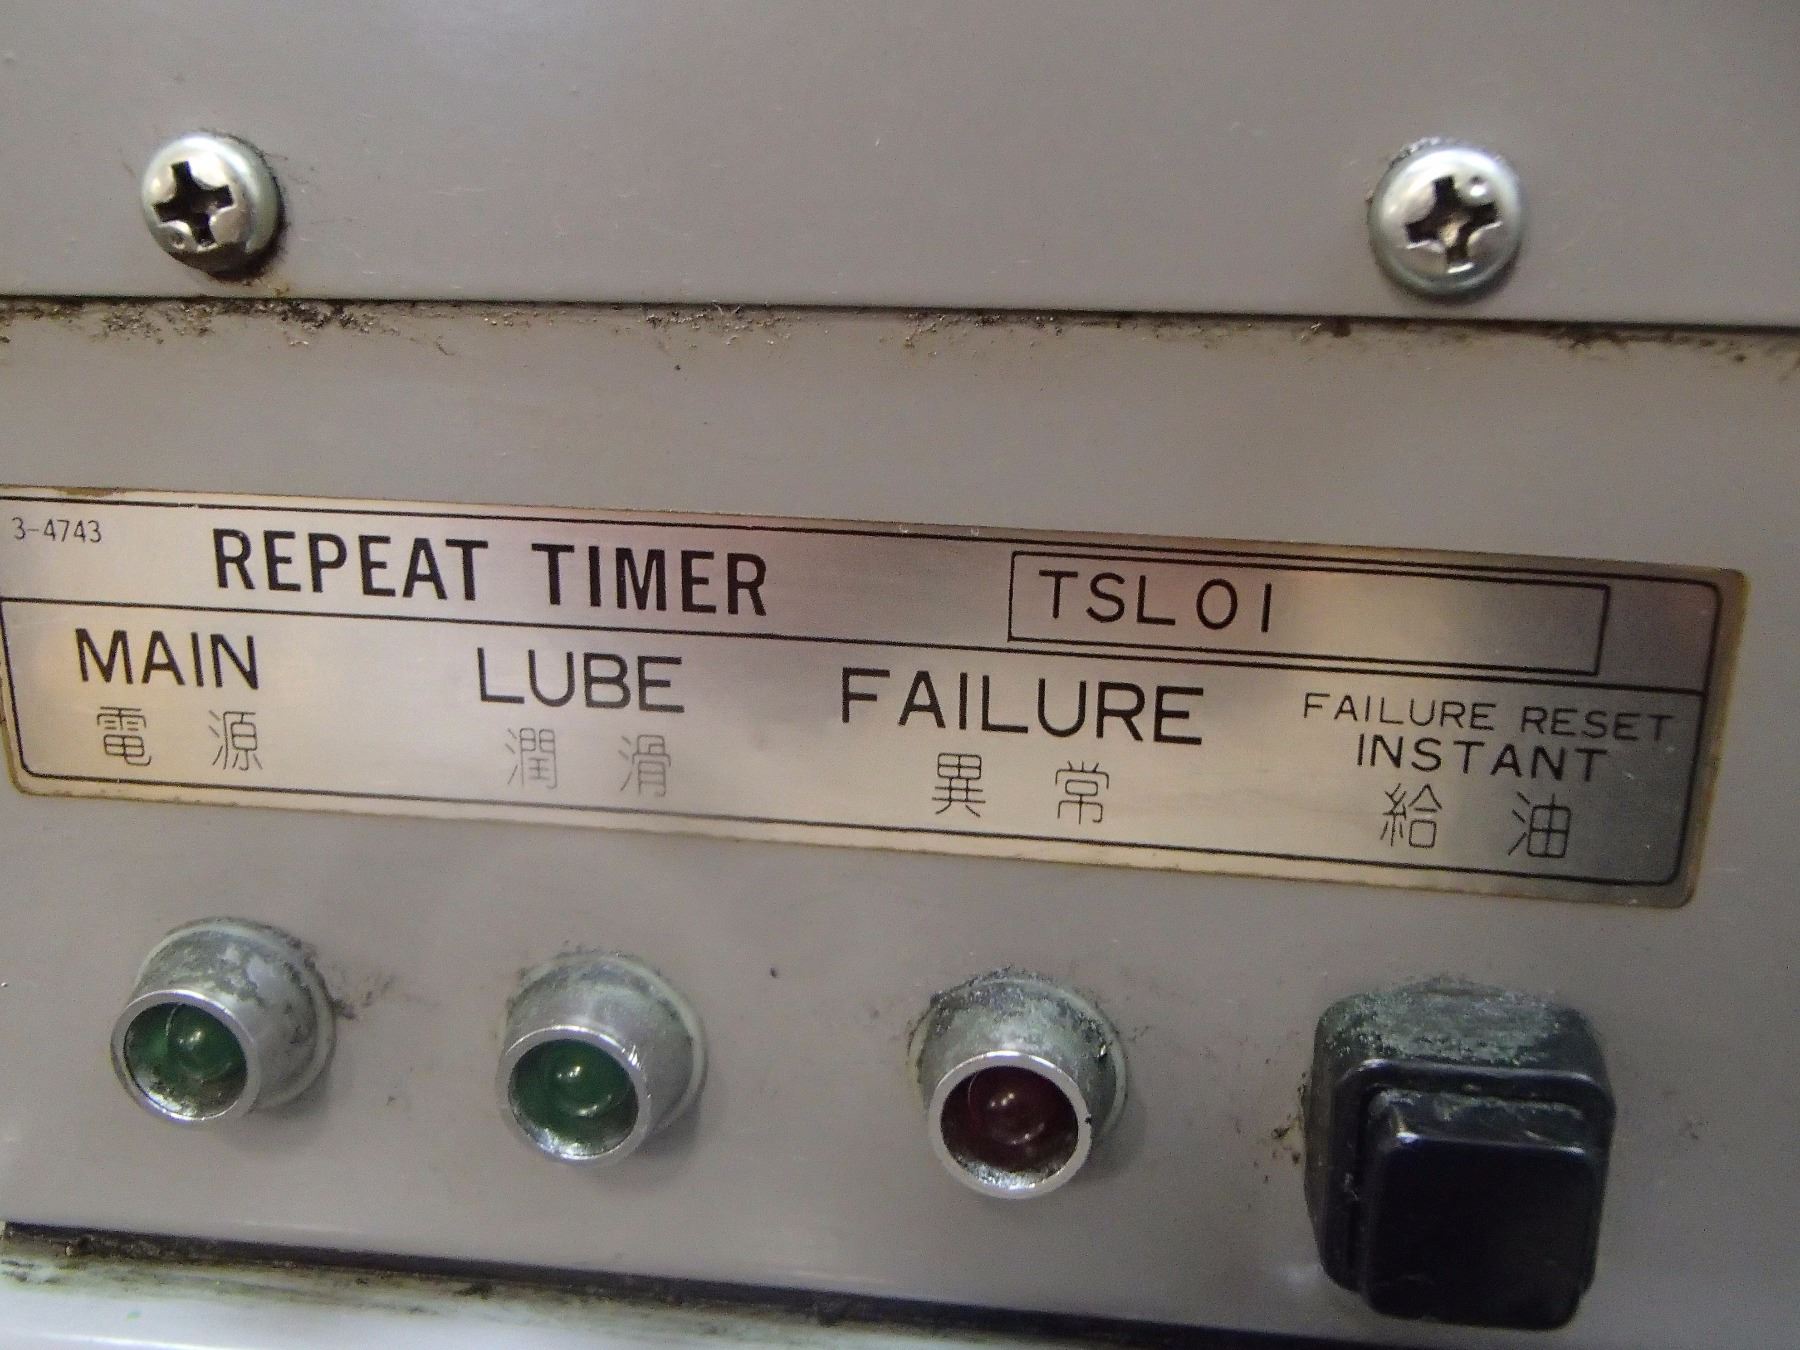 3-4743 REPEAT TIMER TSL01
MAIN LUBE FAILURE FAILURE RESET
INSTANT
電源 潤滑 異常 給油